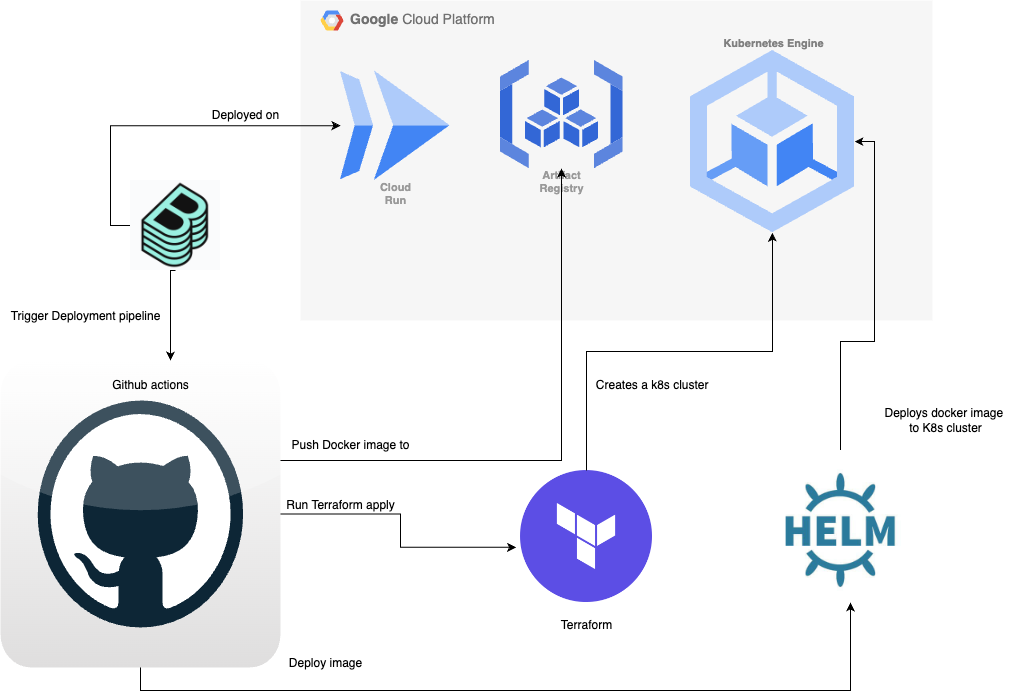 Google Cloud Platform
Kubernetes Engine
Deployed on
Artifact
Registry
Cloud
Run
Trigger Deployment pipeline
Github actions
Creates a k8s cluster
Deploys docker image
to K8s cluster
Push Docker image to
Run Terraform apply
HELM
Terraform
Deploy image